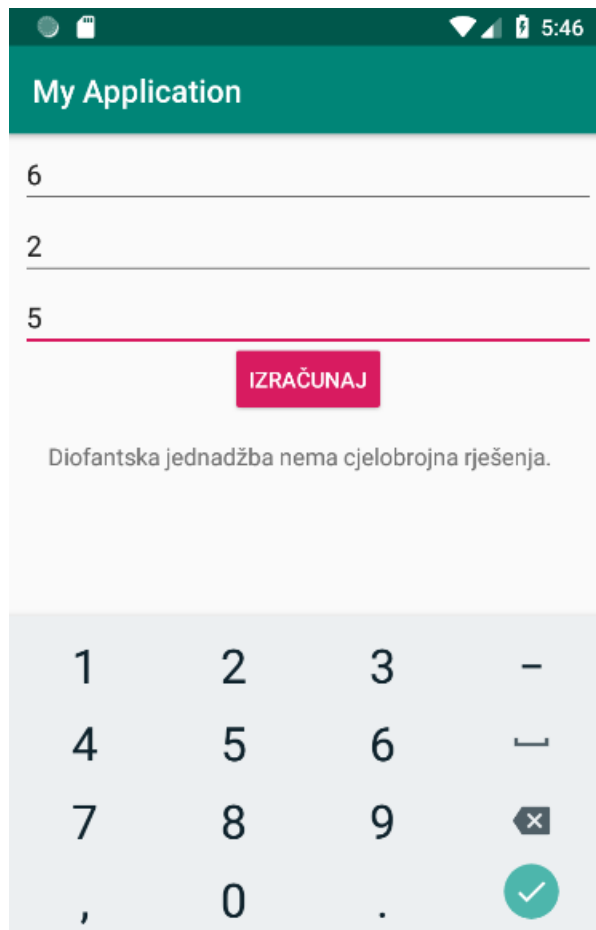 5:46
My Application
6
2
5
IZRAČUNAJ
Diofantska jednadžba nema cjelobrojna rješenja.
1 2 3 -
4 5 6
7 8 9
, 0 .